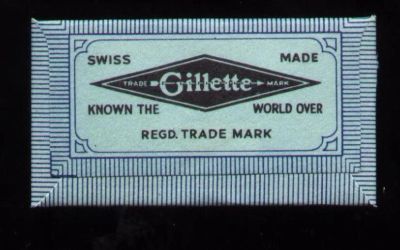 SWISS MADE
TRADE Gillette MARK
KNOWN THE WORLD OVER
REGD. TRADE MARK